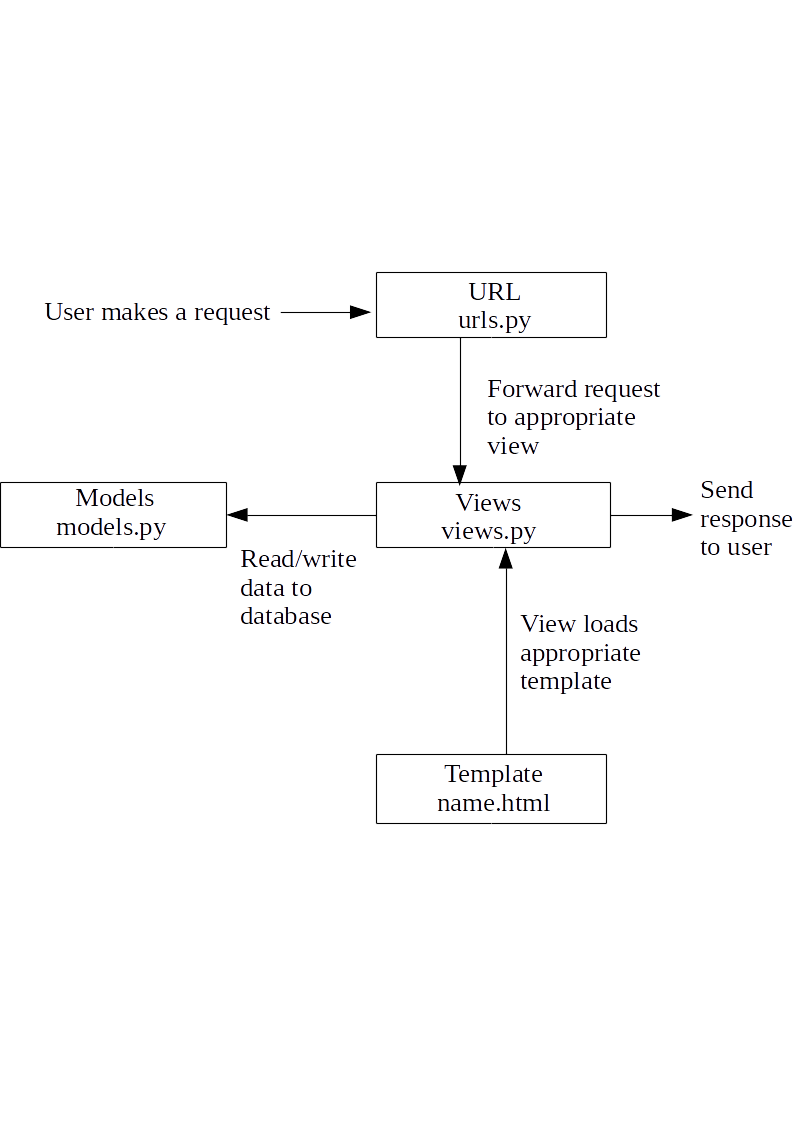 URL
urls.py
User makes a request
Forward request
to appropriate
view
Models
models.py
Views
views.py
Send
response
to user
Read/write
data to
database
View loads
appropriate
template
Template
name.html